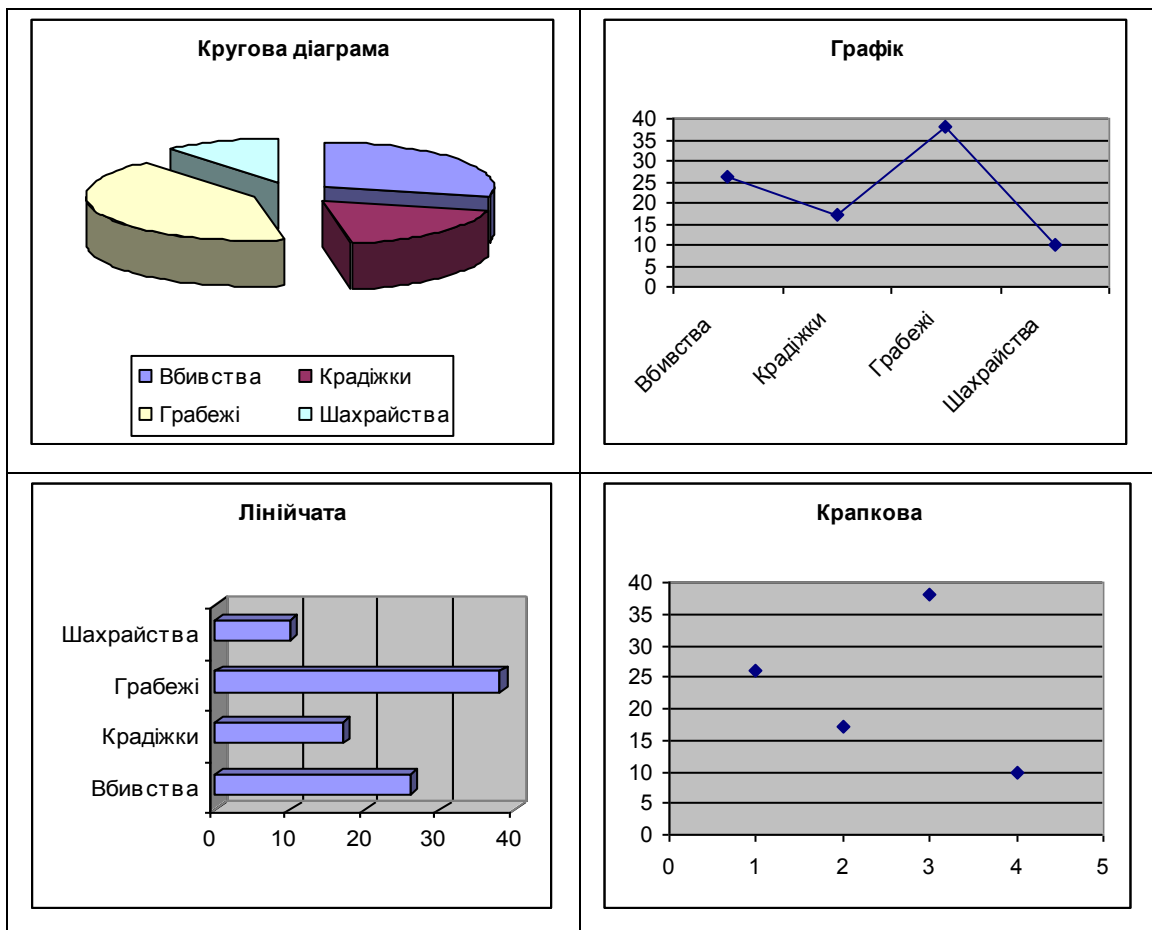 Кругова діаграма
Вбивства Крадіжки
Грабежі Шахрайства
Графік
40
35
30
25
20
15
10
5
0
Вбивства
Крадіжки
Грабежі
Шахрайства
Лінійчата
Шахрайства
Грабежі
Крадіжки
Вбивства
0 10 20 30 40
Крапкова
40
35
30
25
20
15
10
5
0
0 1 2 3 4 5